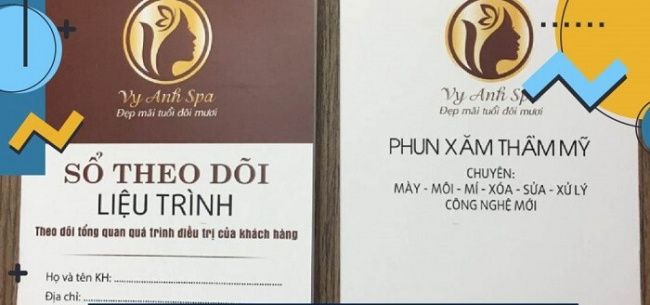 Vy Anh Spa
Đẹp mãi tuổi đôi mươi
SỔ THEO DÕI
LIỆU TRÌNH
Theo dõi tổng quan quá trình điều trị của khách hàng
Họ và tên KH:
Địa chỉ:
Vy Anh
Đẹp mãi tuổi đôi mươi
PHUN XĂM THẨM MỸ
CHUYÊN:
MÀY - MÔI - MÍ - XÓA - SỬA - XỬ LÝ
CÔNG NGHỆ MỚI